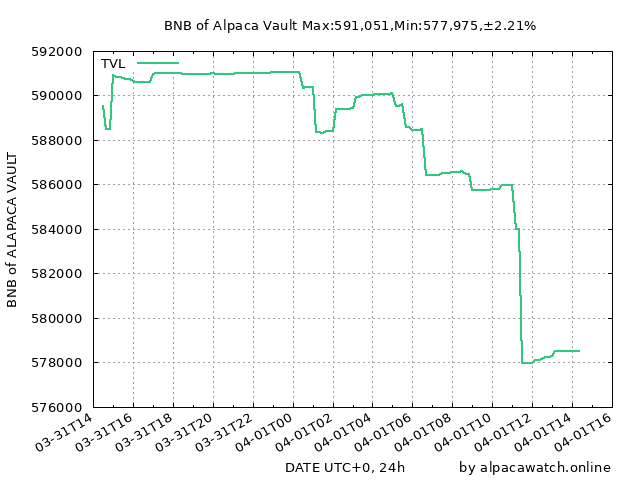 BNB of Alpaca Vault Max:591,051,Min:577,975,±2.21%
TVL
592000
590000
588000
586000
584000
582000
580000
578000
576000
BNB of ALAPACA VAULT
03-31T14
03-31T16
03-31T18
03-31T20
03-31T22
04-01T00
04-01T02
04-01T04
04-01T06
04-01T08
04-01T10
04-01T12
04-01T14
04-01T16
DATE UTC+0, 24h
by alpacawatch.online